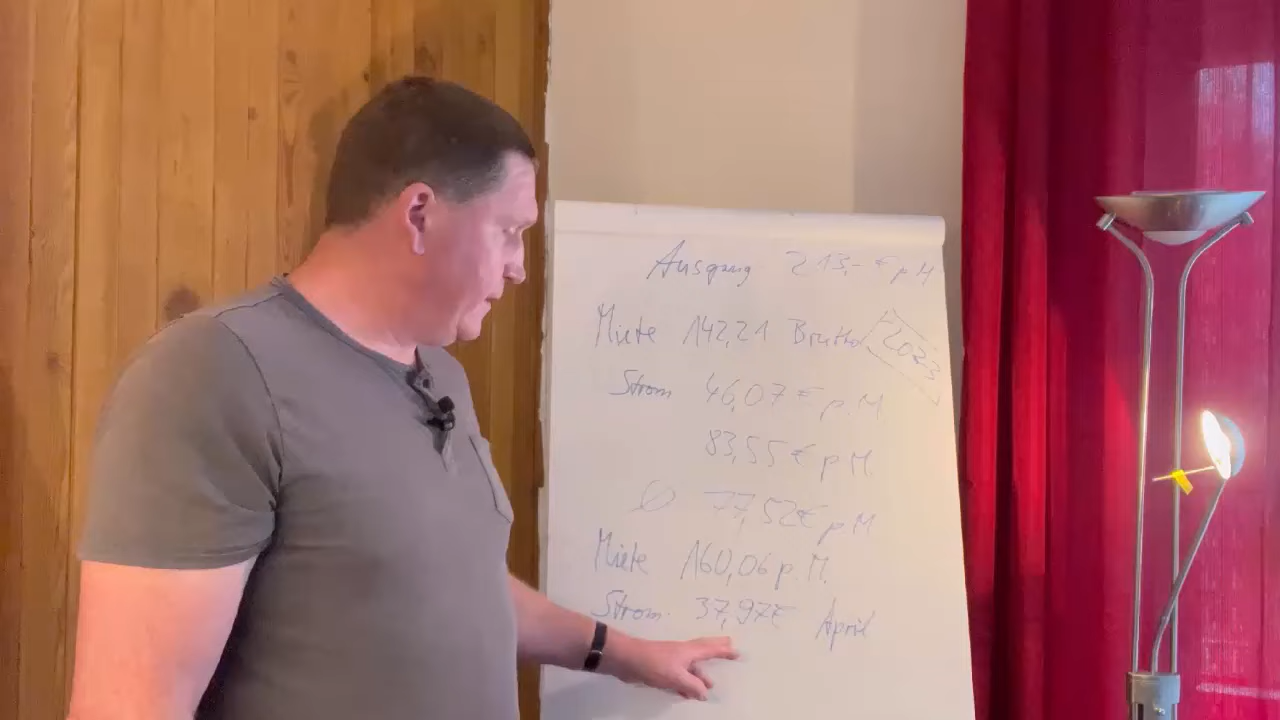 Ausgang 213,- € p M
Miete 142,21 Brutto 2023
Strom 46,07 € p. M
83,55 € p M.
Ø 77,52€ p M
Miete 160,06 p. M.
Strom. 37,97€ April